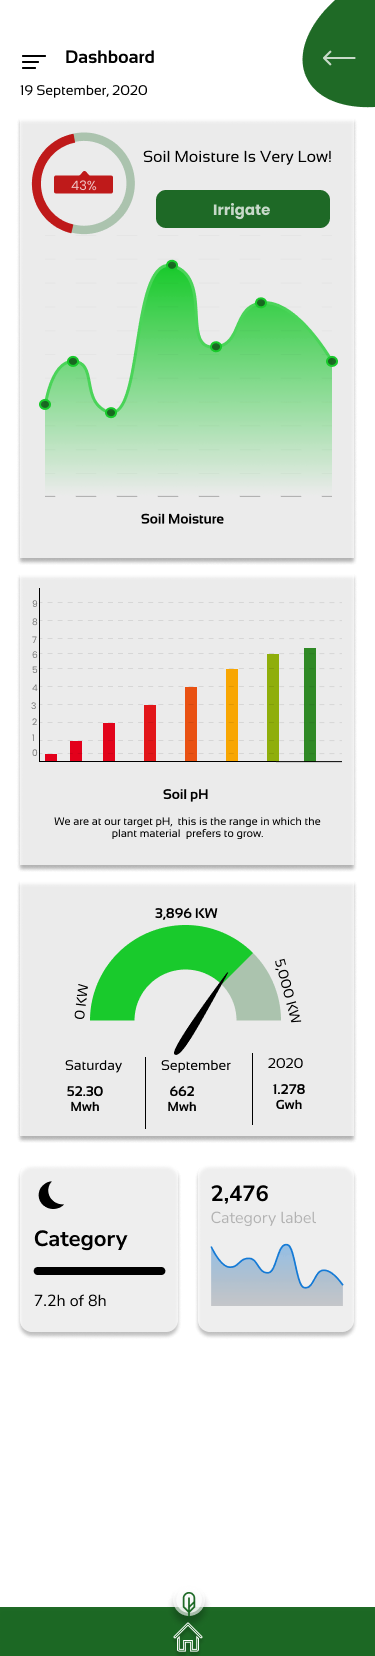 Dashboard
19 September, 2020
43%
Soil Moisture Is Very Low!
Irrigate
Soil Moisture
9
8
7
6
5
4
3
2
1
0
Soil pH
We are at our target pH, this is the range in which the
plant material prefers to grow.
3,896 KW
0 KW
5,000 KW
Saturday
52.30
Mwh
September
662
Mwh
2020
1.278
Gwh
Category
7.2h of 8h
2,476
Category label